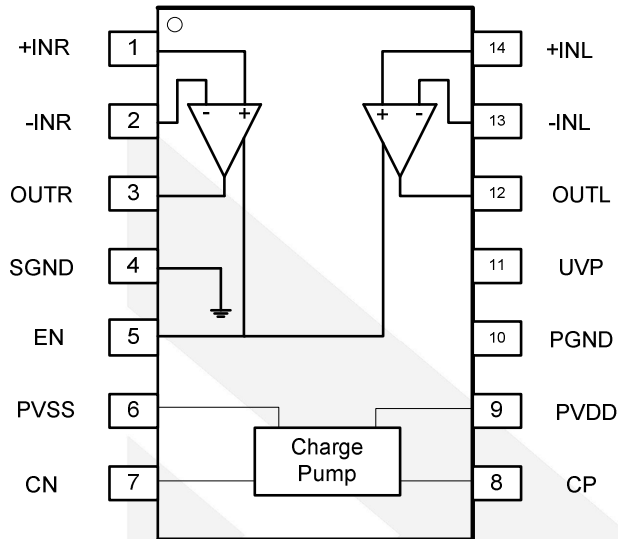 +INR 1 14 +INL
- + + -
-INR 2 13 -INL
OUTR 3 12 OUTL
SGND 4 11 UVP
EN 5 10 PGND
PVSS 6 9 PVDD
Charge
Pump
CN 7 8 CP